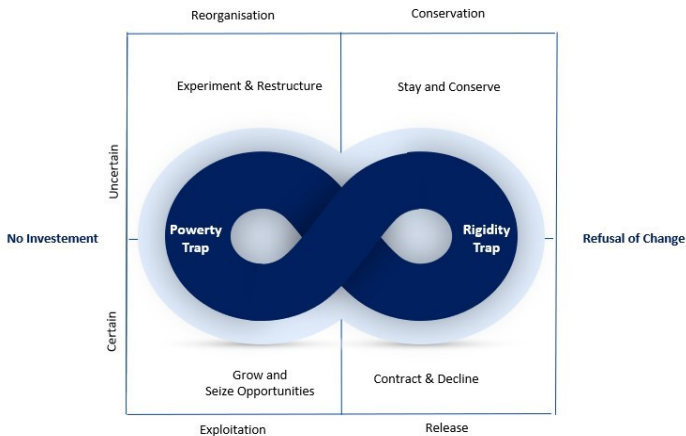 Reorganisation
Conservation
Experiment & Restructure
Stay and Conserve
Uncertain
No Investement
Powerty
Trap
Rigidity
Trap
Refusal of Change
Certain
Grow and
Seize Opportunities
Contract & Decline
Exploitation
Release